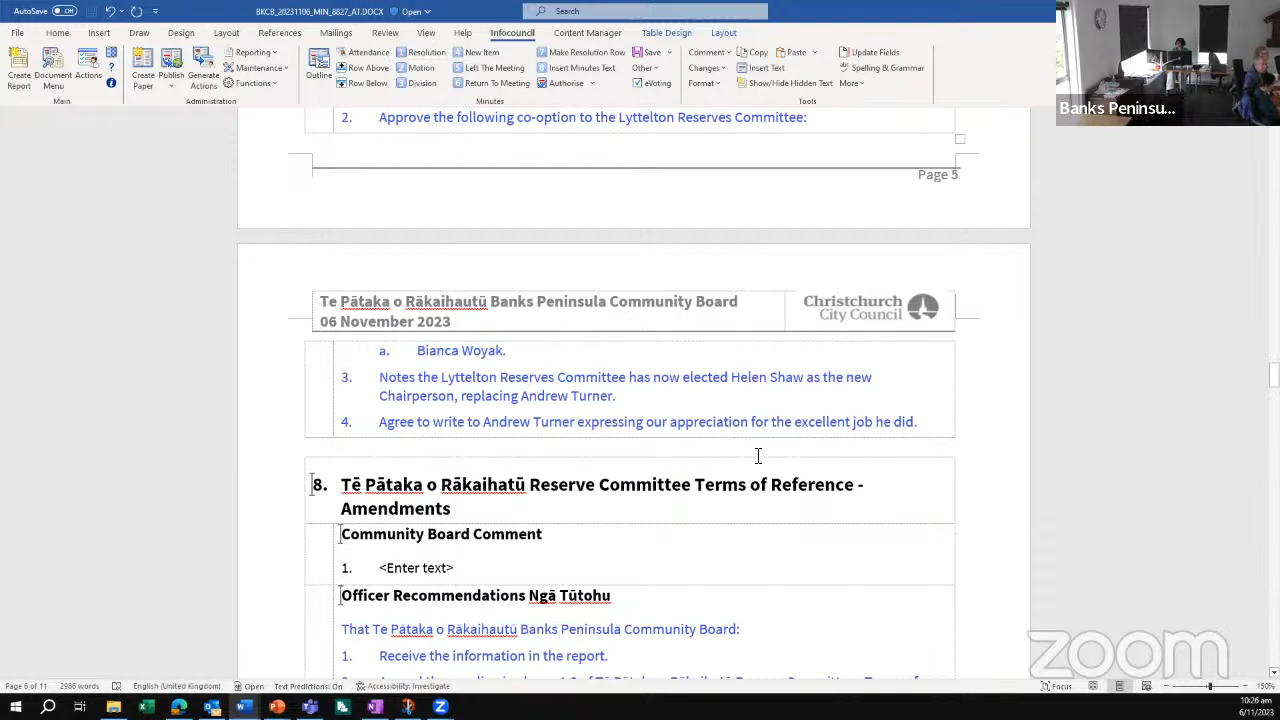 AutoSave Off BKCB_20231106_MIN_8827_AT.DOCX Open Search
File Home Insert Draw Design Layout References Mailings Review View Help Infocouncil Content Manager Table Design Layout
Create Report Document Manager Actions Create Paper Publish Generate Actions Reporting Maintenance Functions Outline
Attendance Resolution New Item Make Resolution Row Save Comment Copy Paste Update Fields
Row Above Motion Left The Meeting Insert Minutes Text Other Changes Insert Text Spelling & Grammar
Row Below Division Return To Meeting Authorise eVoting Format Show/Hide Hidden Text More
Main Administration Minutes Tools
Banks Peninsu...
2. Approve the following co-option to the Lyttelton Reserves Committee:
Page 5
Te Pātaka o Rākaihautū Banks Peninsula Community Board
06 November 2023
Christchurch
City Council
a. Bianca Woyak.
3. Notes the Lyttelton Reserves Committee has now elected Helen Shaw as the new
Chairperson, replacing Andrew Turner.
4. Agree to write to Andrew Turner expressing our appreciation for the excellent job he did.
8. Tē Pātaka o Rākaihatū Reserve Committee Terms of Reference -
Amendments
Community Board Comment
1. <Enter text>
Officer Recommendations Ngā Tūtohu
That Te Pātaka o Rākaihautū Banks Peninsula Community Board:
1. Receive the information in the report.
zoom
Page 6 of 11 2986 words English (United Kingdom) Open Text Predictions: On Accessibility: Investigate Focus 150%
10:26 am
6/11/2023